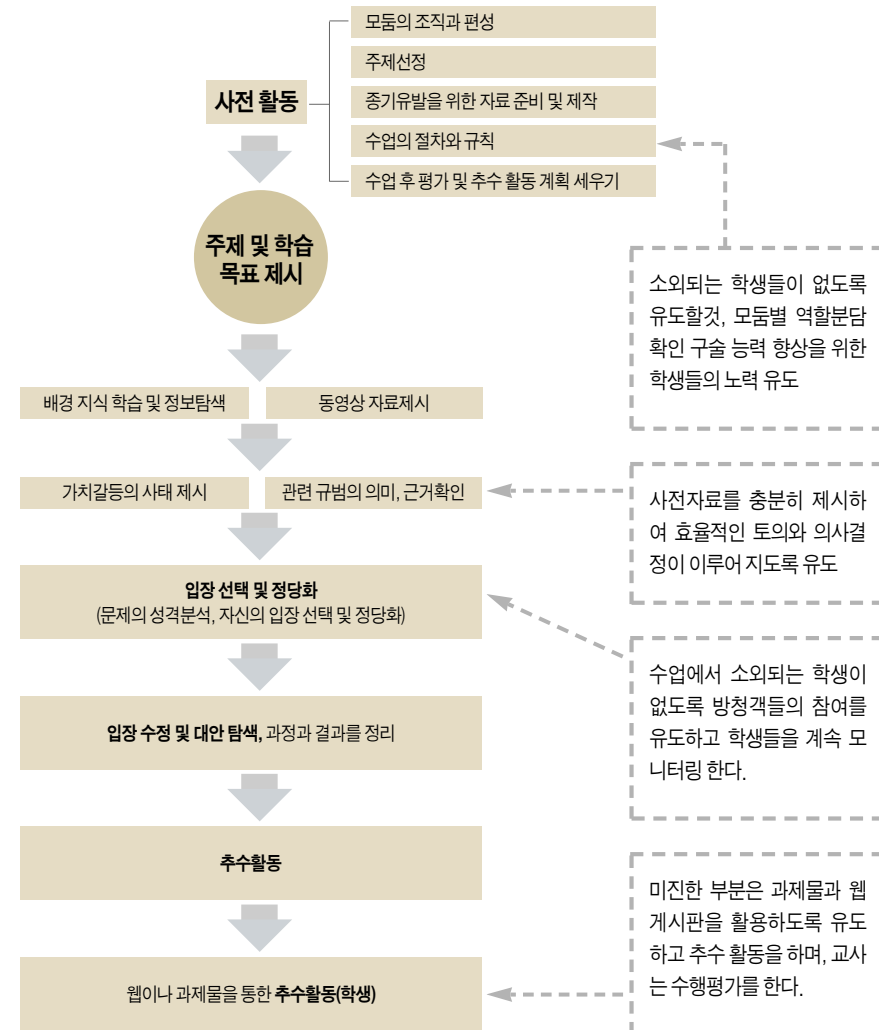 모둠의 조직과 편성
주제선정
사전 활동
종기유발을 위한 자료 준비 및 제작
수업의 절차와 규칙
수업 후 평가 및 추수 활동 계획 세우기
주제 및 학습
목표 제시
소외되는 학생들이 없도록
유도할것, 모둠별 역할분담
확인 구술 능력 향상을 위한
학생들의 노력 유도
배경 지식 학습 및 정보탐색
동영상 자료제시
가치갈등의 사태 제시
관련 규범의 의미, 근거확인
사전자료를 충분히 제시하
여 효율적인 토의와 의사결
정이 이루어 지도록 유도
입장 선택 및 정당화
(문제의 성격분석, 자신의 입장 선택 및 정당화)
수업에서 소외되는 학생이
없도록 방청객들의 참여를
유도하고 학생들을 계속 모
니터링 한다.
입장 수정 및 대안 탐색, 과정과 결과를 정리
추수활동
미진한 부분은 과제물과 웹
게시판을 활용하도록 유도
하고 추수 활동을 하며, 교사
는 수행평가를 한다.
웹이나 과제물을 통한 추수활동(학생)